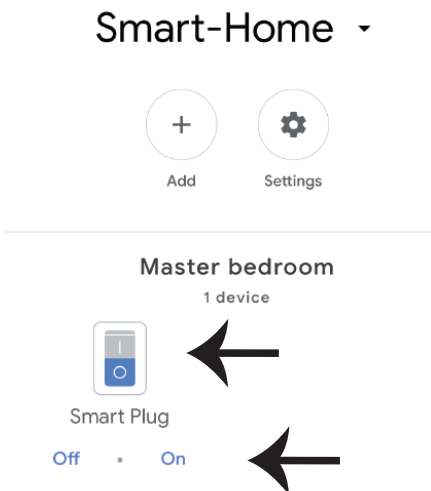 Smart-Home
Add Settings
Master bedroom
1 device
Smart Plug
Off • On